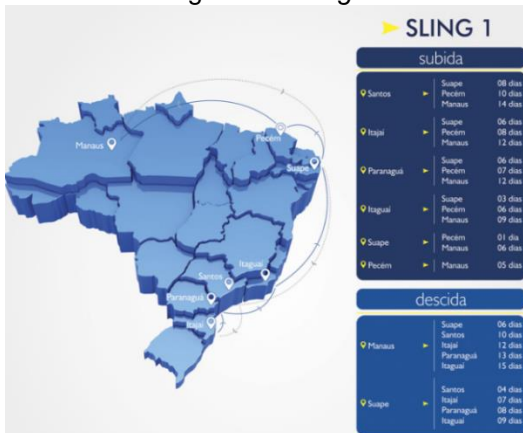 SLING 1
subida
Santos Suape 08 dias
Pecém 10 dias
Manaus 14 dias
Itajaí Suape 06 dias
Pecém 08 dias
Manaus 12 dias
Paranaguá Suape 06 dias
Pecém 07 dias
Manaus 12 dias
Itaguaí Suape 03 dias
Pecém 06 dias
Manaus 09 dias
Suape Pecém 01 dia
Manaus 06 dias
Pecém Manaus 05 dias
descida
Manaus Suape 06 dias
Santos 10 dias
Itajaí 12 dias
Paranaguá 13 dias
Itaguaí 15 dias
Suape Santos 04 dias
Itajaí 07 dias
Paranaguá 08 dias
Itaguaí 09 dias
Manaus
Pecém
Suape
Itaguaí
Santos
Paranaguá
Itajaí